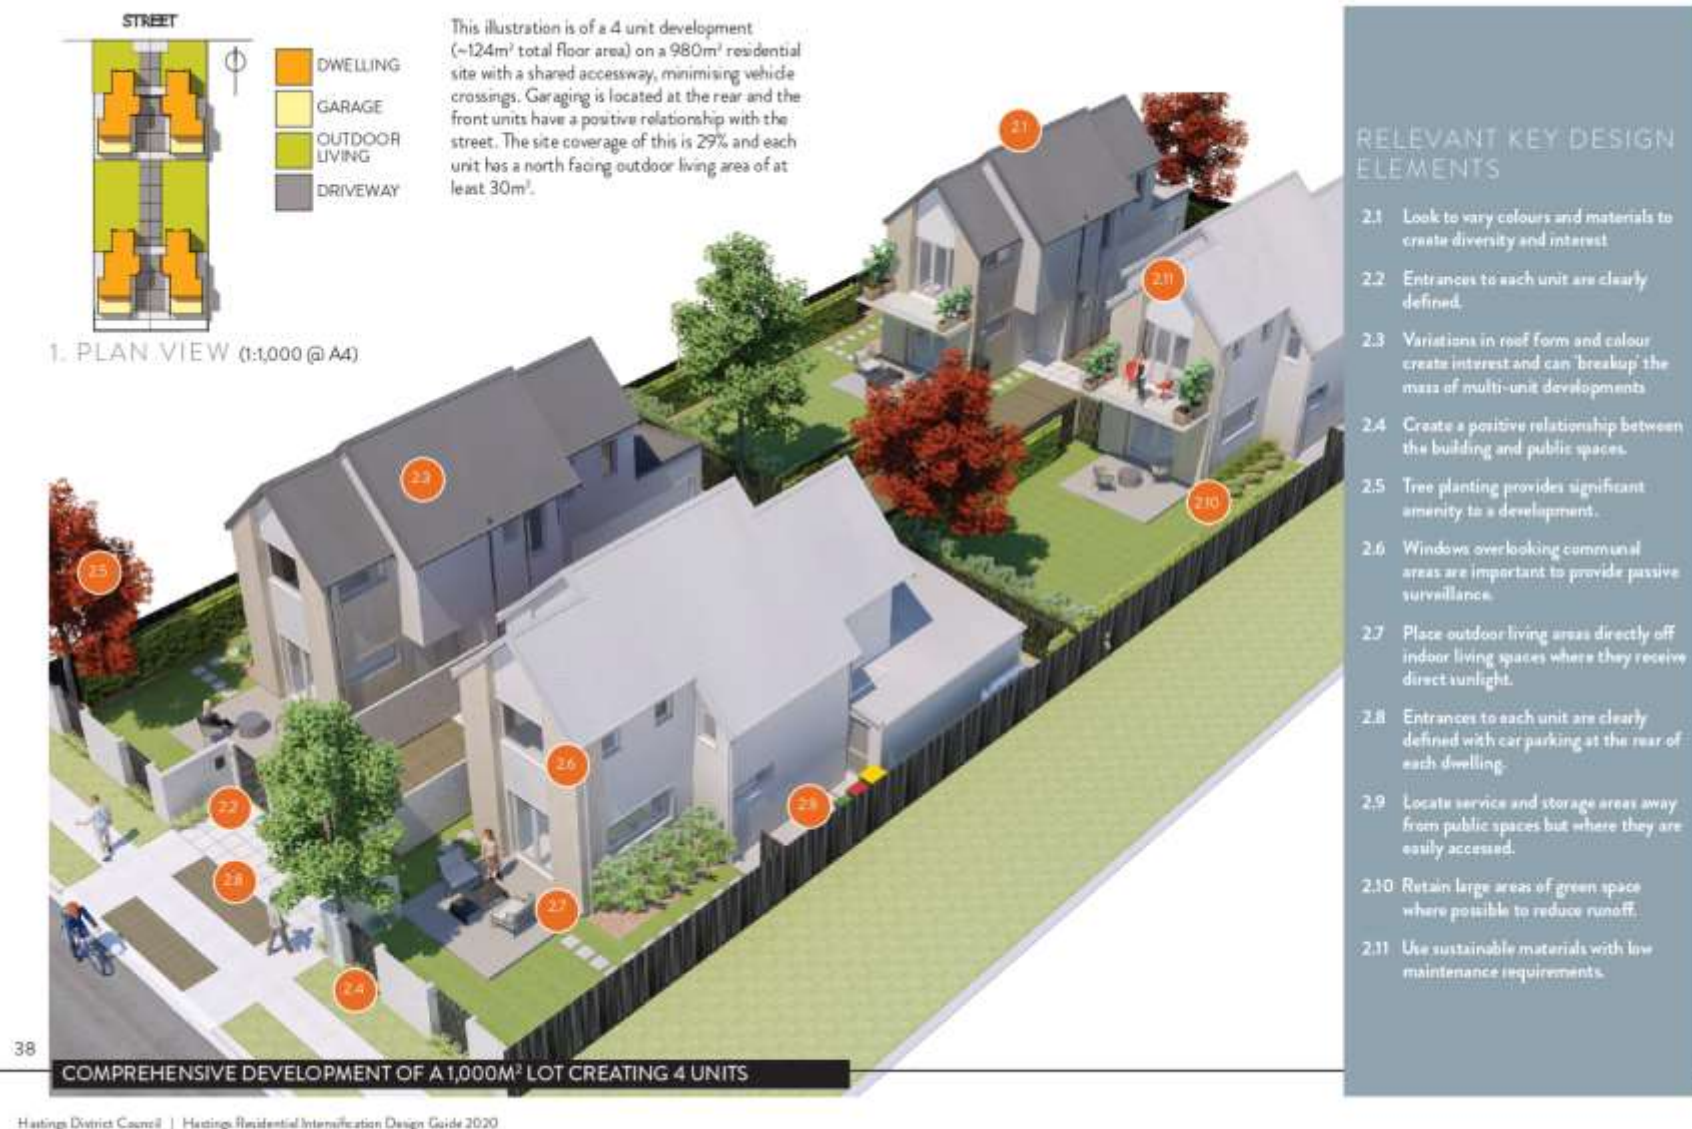 STREET
DWELLING
GARAGE
OUTDOOR
LIVING
DRIVEWAY
1. PLAN VIEW (1:1,000 @ A4)
This illustration is of a 4 unit development
(~124m² total floor area) on a 980m² residential
site with a shared accessway, minimising vehicle
crossings. Garaging is located at the rear and the
front units have a positive relationship with the
street. The site coverage of this is 29% and each
unit has a north facing outdoor living area of at
least 30m².
2.1
2.11
2.3
2.10
2.5
2.6
2.2
2.9
2.8
2.7
2.4
RELEVANT KEY DESIGN
ELEMENTS
2.1 Look to vary colours and materials to
create diversity and interest
2.2 Entrances to each unit are clearly
defined.
2.3 Variations in roof form and colour
create interest and can 'breakup' the
mass of multi-unit developments
2.4 Create a positive relationship between
the building and public spaces.
2.5 Tree planting provides significant
amenity to a development.
2.6 Windows overlooking communal
areas are important to provide passive
surveillance.
2.7 Place outdoor living areas directly off
indoor living spaces where they receive
direct sunlight.
2.8 Entrances to each unit are clearly
defined with car parking at the rear of
each dwelling.
2.9 Locate service and storage areas away
from public spaces but where they are
easily accessed.
2.10 Retain large areas of green space
where possible to reduce runoff.
2.11 Use sustainable materials with low
maintenance requirements.
38
COMPREHENSIVE DEVELOPMENT OF A 1,000M² LOT CREATING 4 UNITS
Hastings District Council | Hastings Residential Intensification Design Guide 2020